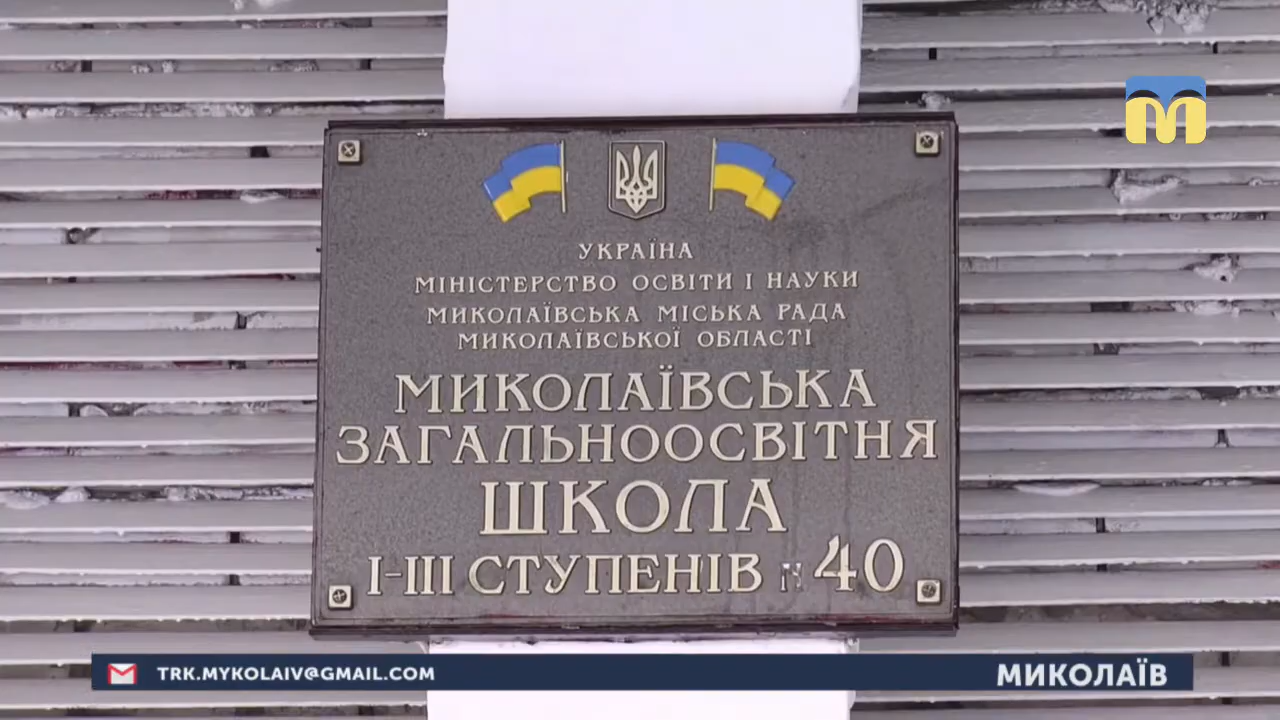 УКРАЇНА
МІНІСТЕРСТВО ОСВІТИ І НАУКИ
МИКОЛАЇВСЬКА МІСЬКА РАДА
МИКОЛАЇВСЬКОЇ ОБЛАСТІ
МИКОЛАЇВСЬКА
ЗАГАЛЬНООСВІТНЯ
ШКОЛА
І-ІІІ СТУПЕНІВ 40
TRK.MYKOLAIV@GMAIL.COM
МИКОЛАЇВ